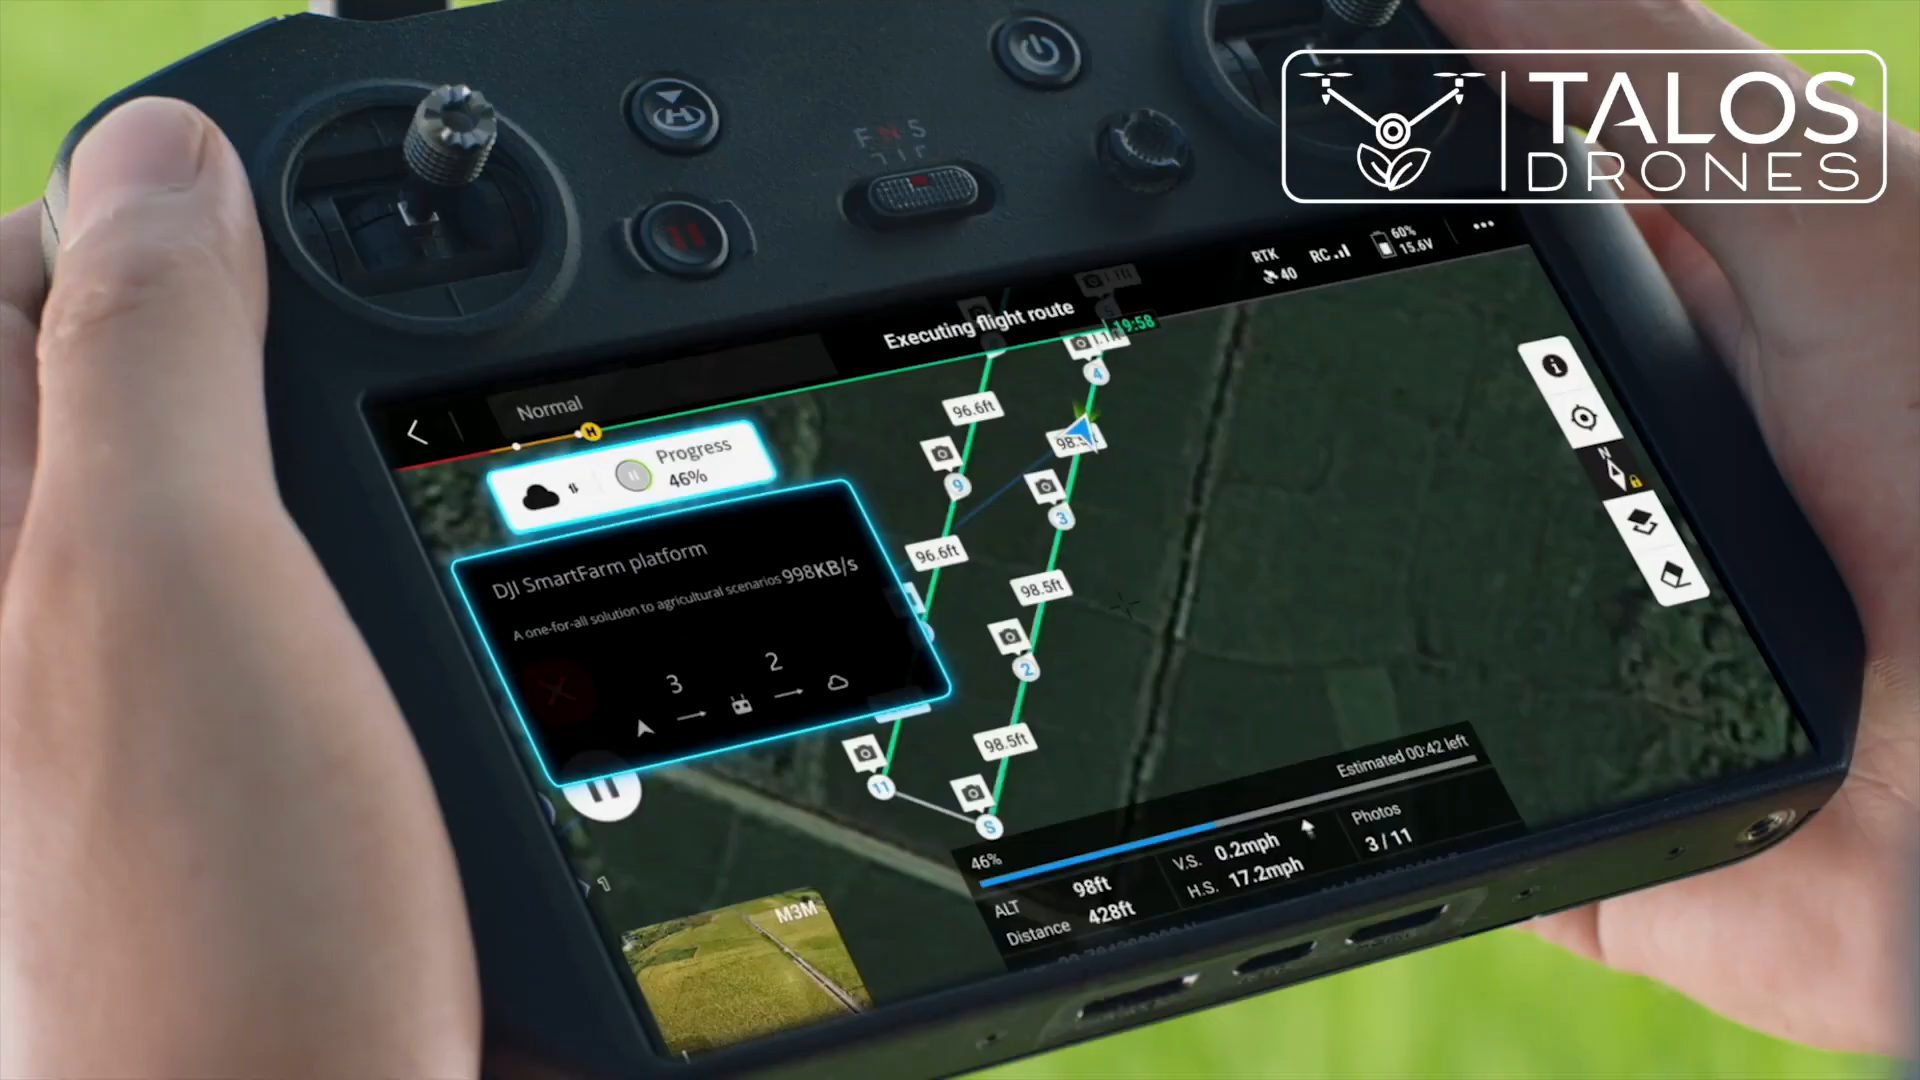 TALOS
DRONES
F N S
H
RTK
40
RC
60%
15.6V
Executing flight route
19:58
Normal
H
Progress
46%
DJI SmartFarm platform
A one-for-all solution to agricultural scenarios 998KB/s
3
2
96.6ft
4
9
3
N
96.6ft
98.5ft
2
98.5ft
11
S
Estimated 00:42 left
46%
V.S. 0.2mph
H.S. 17.2mph
Photos
3 / 11
ALT 98ft
Distance 428ft
M3M